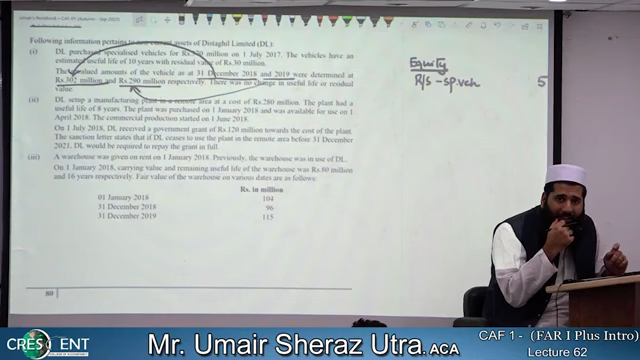 Following information pertains to non-current assets of Distaghil Limited (DL):
(i) DL purchased specialised vehicles for Rs.320 million on 1 July 2017. The vehicles have an
estimated useful life of 10 years with residual value of Rs.30 million.
The revalued amounts of the vehicle as at 31 December 2018 and 2019 were determined at
Rs.302 million and Rs.290 million respectively. There was no change in useful life or residual
value.
(ii) DL setup a manufacturing plant in a remote area at a cost of Rs.280 million. The plant had a
useful life of 8 years. The plant was purchased on 1 January 2018 and was available for use on 1
April 2018. The commercial production started on 1 June 2018.
On 1 July 2018, DL received a government grant of Rs 120 million towards the cost of the plant.
The sanction letter states that if DL ceases to use the plant in the remote area before 31 December
2021, DL would be required to repay the grant in full.
(iii) A warehouse was given on rent on 1 January 2018. Previously, the warehouse was in use of DL.
On 1 January 2018, carrying value and remaining useful life of the warehouse was Rs.80 million
and 16 years respectively. Fair value of the warehouse on various dates are as follows:
Rs. in million
01 January 2018 104
31 December 2018 96
31 December 2019 115
80
Equity
R/S - sp.veh 5
CRESCENT
Mr. Umair Sheraz Utra. ACA
CAF 1 - (FAR I Plus Intro)
Lecture 62